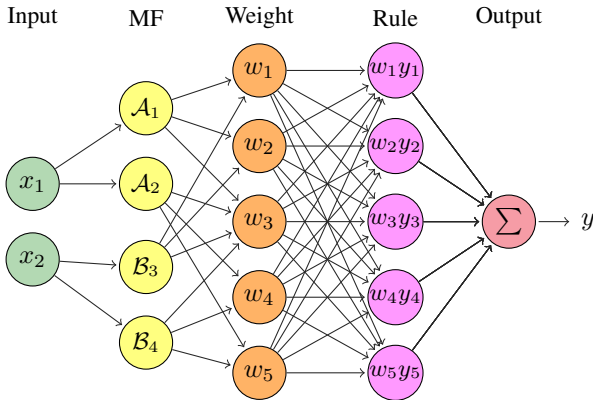 Input MF Weight Rule Output
x₁
x₂
𝒜₁
𝒜₂
ℬ₃
ℬ₄
w₁
w₂
w₃
w₄
w₅
w₁y₁
w₂y₂
w₃y₃
w₄y₄
w₅y₅
∑
y